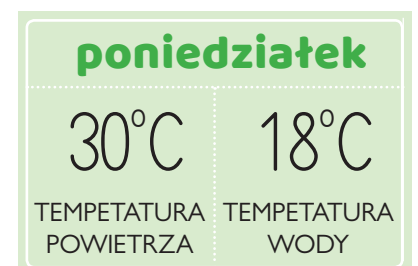 poniedziałek
30°C 18°C
TEMPETATURA TEMPETATURA
POWIETRZA WODY